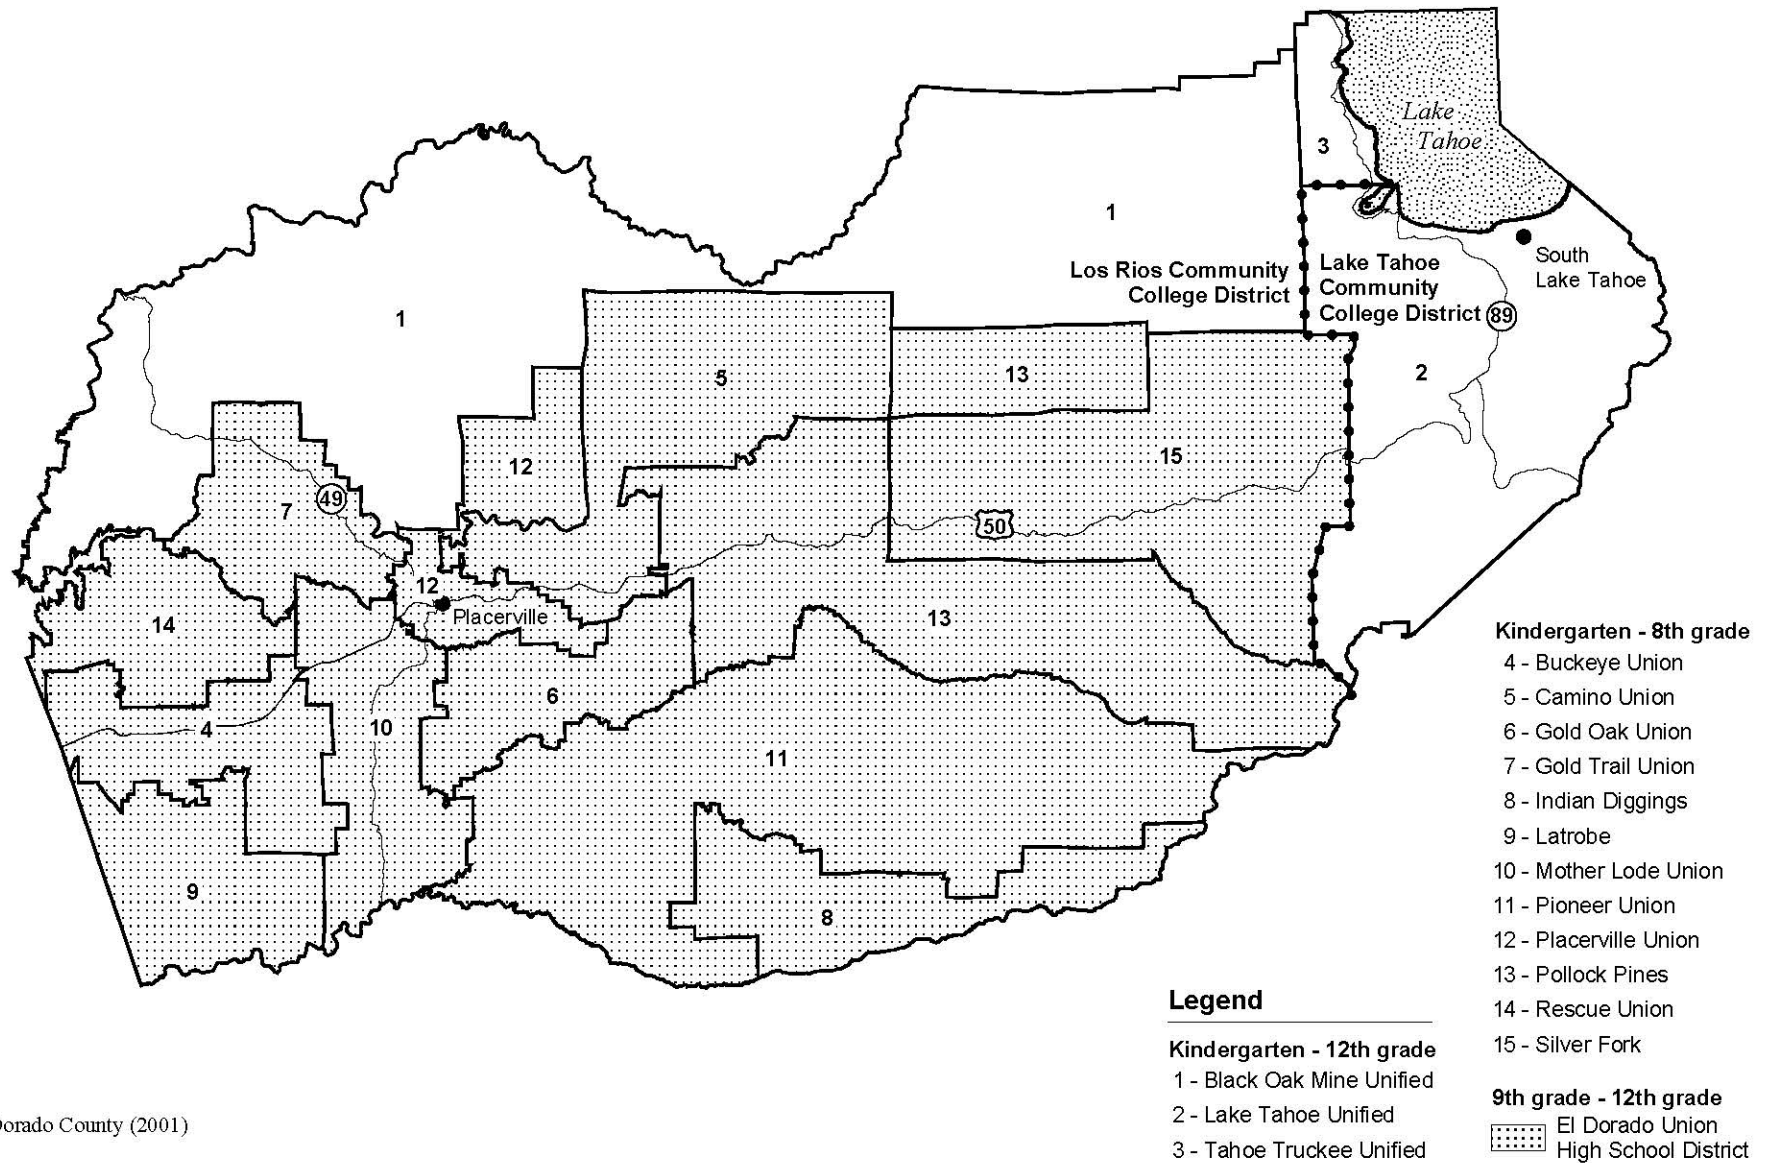 Lake
Tahoe
3
1
Los Rios Community
College District
Lake Tahoe
Community
College District
South
Lake Tahoe
89
1
5
13
2
12
15
7
49
50
12
Placerville
14
13
6
4
10
11
9
8
Kindergarten - 8th grade
4 - Buckeye Union
5 - Camino Union
6 - Gold Oak Union
7 - Gold Trail Union
8 - Indian Diggings
9 - Latrobe
10 - Mother Lode Union
11 - Pioneer Union
12 - Placerville Union
13 - Pollock Pines
14 - Rescue Union
15 - Silver Fork
9th grade - 12th grade
El Dorado Union
High School District
Legend
Kindergarten - 12th grade
1 - Black Oak Mine Unified
2 - Lake Tahoe Unified
3 - Tahoe Truckee Unified
Dorado County (2001)